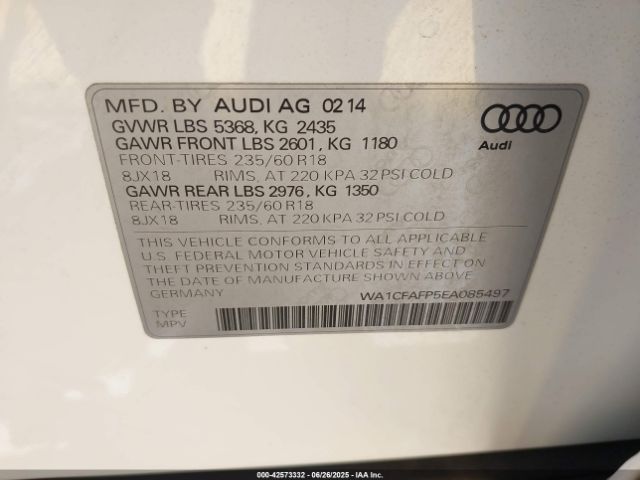 MFD. BY AUDI AG 02 14
GVWR LBS 5368, KG 2435
GAWR FRONT LBS 2601, KG 1180
FRONT-TIRES 235/60 R18
8JX18 RIMS, AT 220 KPA 32 PSI COLD
GAWR REAR LBS 2976, KG 1350
REAR-TIRES 235/60 R18
8JX18 RIMS, AT 220 KPA 32 PSI COLD
Audi
THIS VEHICLE CONFORMS TO ALL APPLICABLE
U.S. FEDERAL MOTOR VEHICLE SAFETY AND
THEFT PREVENTION STANDARDS IN EFFECT ON
THE DATE OF MANUFACTURE SHOWN ABOVE.
GERMANY WA1CFAFP5EA085497
TYPE
MPV
000-42573332 - 06/26/2025 - IAA Inc.